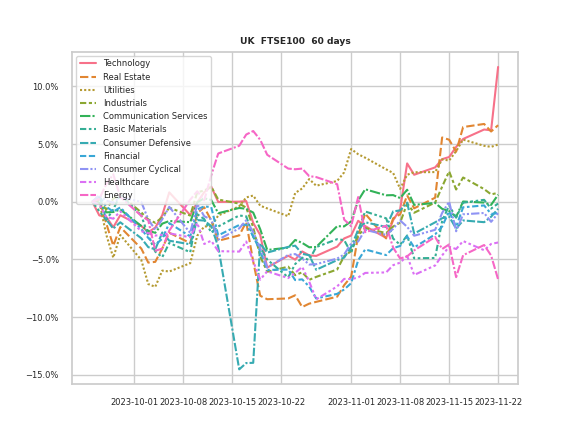 UK  FTSE100  60 days
Technology
Real Estate
Utilities
Industrials
Communication Services
Basic Materials
Consumer Defensive
Financial
Consumer Cyclical
Healthcare
Energy
10.0%
5.0%
0.0%
−5.0%
−10.0%
−15.0%
2023-10-01 2023-10-08 2023-10-15 2023-10-22 2023-11-01 2023-11-08 2023-11-15 2023-11-22